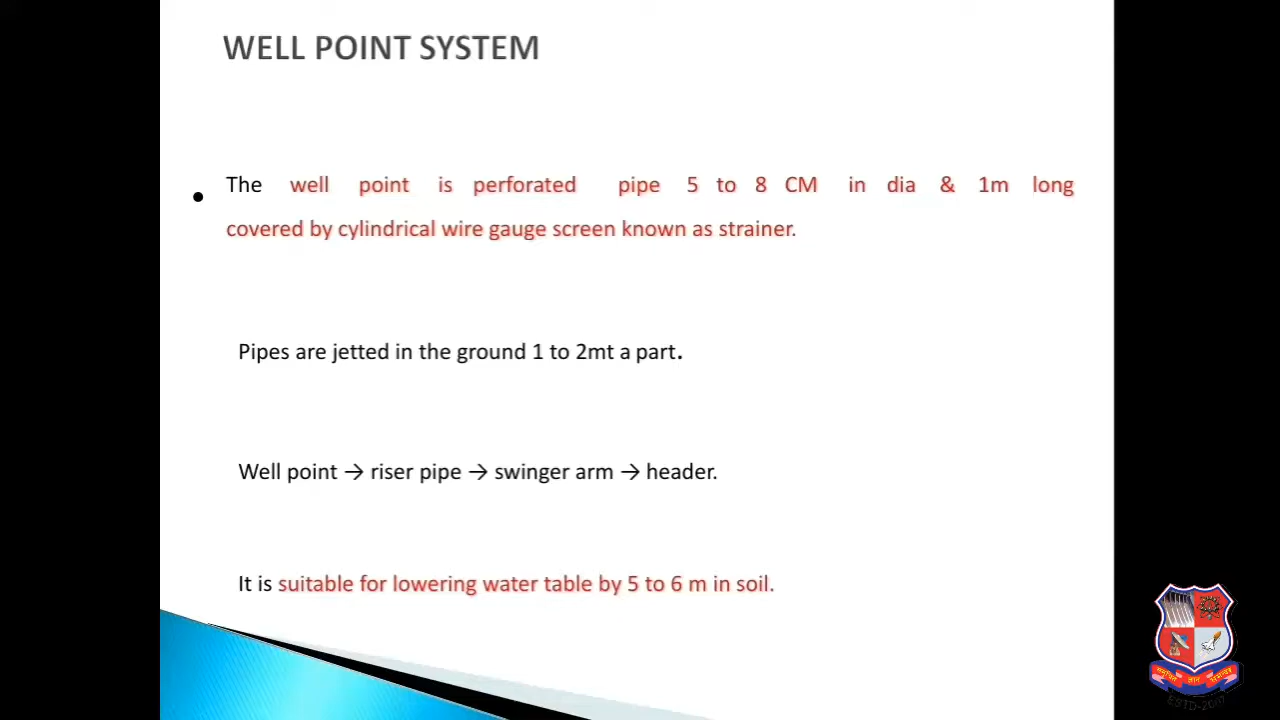 WELL POINT SYSTEM
• The well point is perforated pipe 5 to 8 CM in dia & 1m long
covered by cylindrical wire gauge screen known as strainer.
Pipes are jetted in the ground 1 to 2mt a part.
Well point → riser pipe → swinger arm → header.
It is suitable for lowering water table by 5 to 6 m in soil.
ESTD-2007